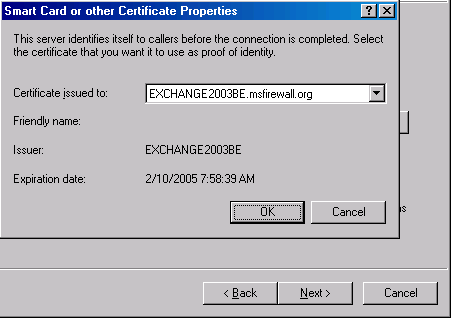 Smart Card or other Certificate Properties
This server identifies itself to callers before the connection is completed. Select
the certificate that you want it to use as proof of identity.
Certificate issued to: EXCHANGE2003BE.msfirewall.org
Friendly name:
Issuer: EXCHANGE2003BE
Expiration date: 2/10/2005 7:58:39 AM
OK Cancel
< Back Next > Cancel